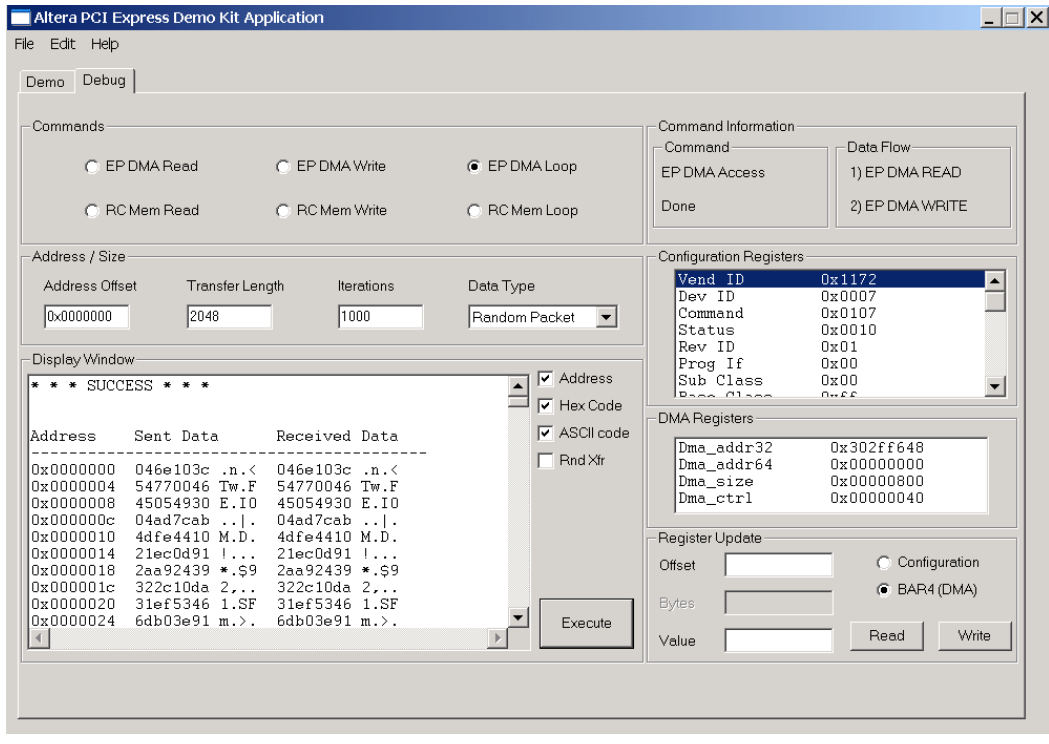 Altera PCI Express Demo Kit Application
File Edit Help
Demo Debug
Commands
EP DMA Read EP DMA Write EP DMA Loop
RC Mem Read RC Mem Write RC Mem Loop
Command Information
Command Data Flow
EP DMA Access 1) EP DMA READ
Done 2) EP DMA WRITE
Address / Size
Address Offset Transfer Length Iterations Data Type
0x0000000 2048 1000 Random Packet
Configuration Registers
Vend ID 0x1172
Dev ID 0x0007
Command 0x0107
Status 0x0010
Rev ID 0x01
Prog If 0x00
Sub Class 0x00
Base Class 0xff
Display Window
* * * SUCCESS * * *
Address Sent Data Received Data
-----------------------------------------
0x0000000 046e103c .n.< 046e103c .n.<
0x0000004 54770046 Tw.F 54770046 Tw.F
0x0000008 45054930 E.I0 45054930 E.I0
0x000000c 04ad7cab ..|. 04ad7cab ..|.
0x0000010 4dfe4410 M.D. 4dfe4410 M.D.
0x0000014 21ec0d91 !... 21ec0d91 !...
0x0000018 2aa92439 *.$9 2aa92439 *.$9
0x000001c 322c10da 2,.. 322c10da 2,..
0x0000020 31ef5346 1.SF 31ef5346 1.SF
0x0000024 6db03e91 m.>. 6db03e91 m.>.
Address
Hex Code
ASCII code
Rnd Xfr
Execute
DMA Registers
Dma_addr32 0x302ff648
Dma_addr64 0x00000000
Dma_size 0x00000800
Dma_ctrl 0x00000040
Register Update
Offset Configuration
Bytes BAR4 (DMA)
Value Read Write